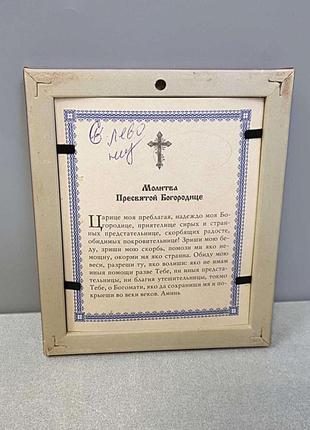 Молитва
Пресвятой Богородице
Царице моя преблагая, надеждо моя Бо-
городице, приятелище сирых и стран-
ных предстательнице, скорбящих радосте,
обидимых покровительнице! Зриши мою бе-
ду, зриши мою скорбь, помози ми яко не-
мощну, окорми мя яко странна. Обиду мою
веси, разреши ту, яко волиши: яко не имам
иныя помощи разве Тебе, ни иныя предста-
тельницы, ни благия утешительницы, токмо
Тебе, о Богомати, яко да сохраниши мя и по-
крыеши во веки веков. Аминь